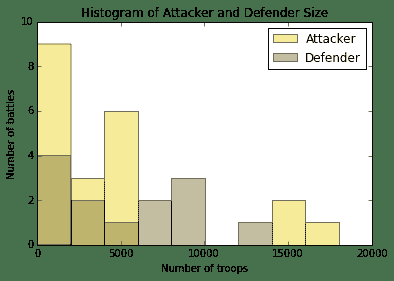 Histogram of Attacker and Defender Size
Attacker
Defender
10
8
6
4
2
0
Number of battles
0 5000 10000 15000 20000
Number of troops